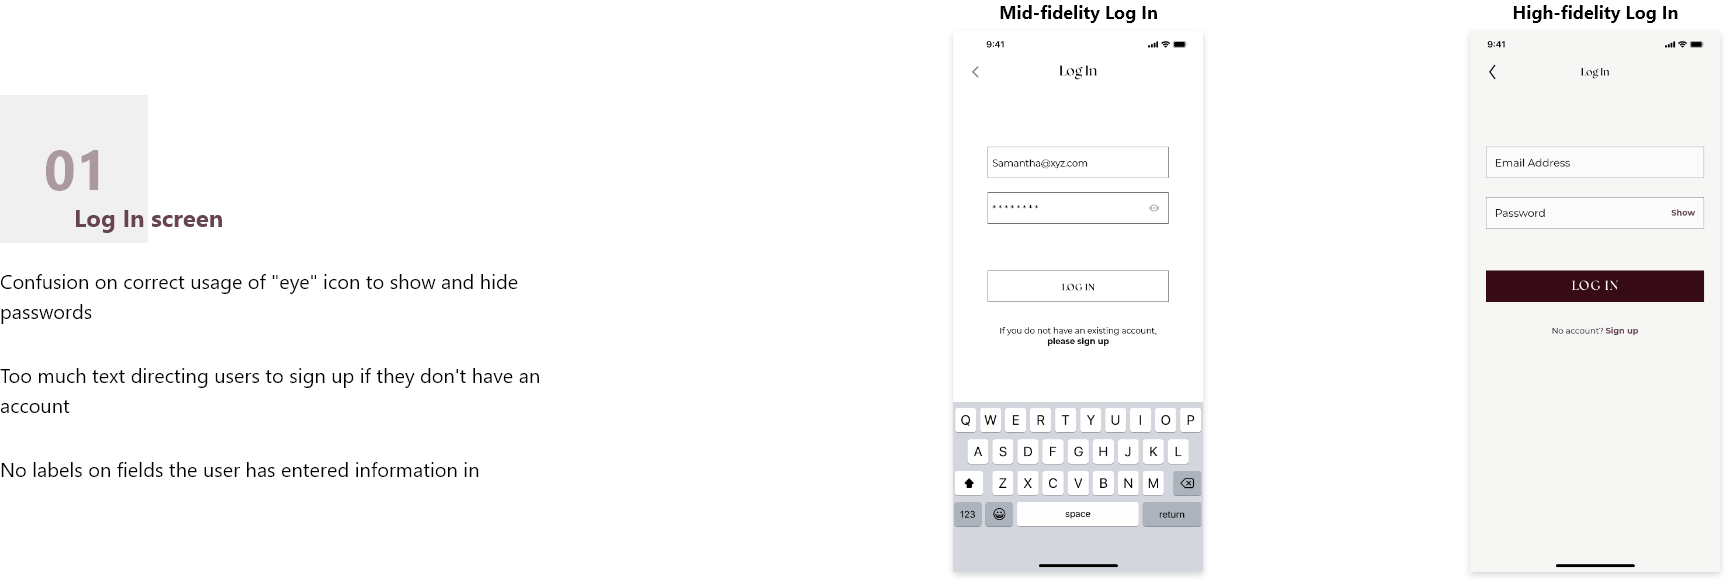 01
Log In screen
Confusion on correct usage of "eye" icon to show and hide
passwords
Too much text directing users to sign up if they don't have an
account
No labels on fields the user has entered information in
Mid-fidelity Log In
9:41
Log In
Samantha@xyz.com
********
LOG IN
If you do not have an existing account,
please sign up
Q W E R T Y U I O P
A S D F G H J K L
Z X C V B N M
123 space return
High-fidelity Log In
9:41
Log In
Email Address
Password Show
LOG IN
No account? Sign up